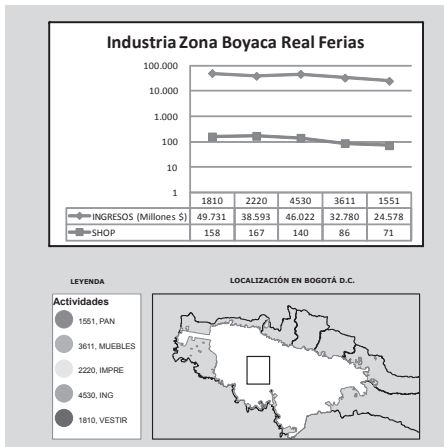 Industria Zona Boyaca Real Ferias
100.000
10.000
1.000
100
10
1
1810 2220 4530 3611 1551
INGRESOS (Millones $) 49.731 38.593 46.022 32.780 24.578
SHOP 158 167 140 86 71
LEYENDA
LOCALIZACIÓN EN BOGOTÁ D.C.
Actividades
1551, PAN
3611, MUEBLES
2220, IMPRE
4530, ING
1810, VESTIR